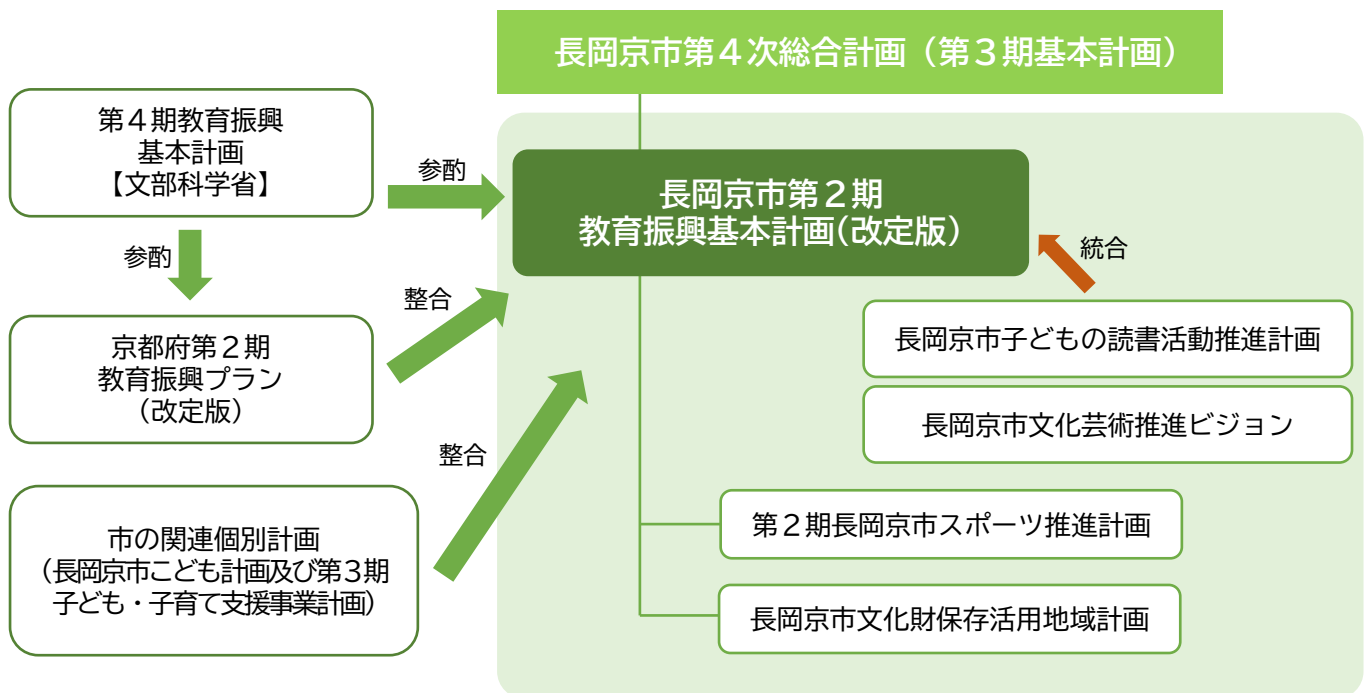 長岡京市第４次総合計画（第３期基本計画）
第４期教育振興
基本計画
【文部科学省】
参酌
長岡京市第２期
教育振興基本計画(改定版)
参酌
統合
整合
京都府第２期
教育振興プラン
(改定版)
長岡京市子どもの読書活動推進計画
長岡京市文化芸術推進ビジョン
整合
市の関連個別計画
(長岡京市こども計画及び第３期
子ども・子育て支援事業計画)
第２期長岡京市スポーツ推進計画
長岡京市文化財保存活用地域計画